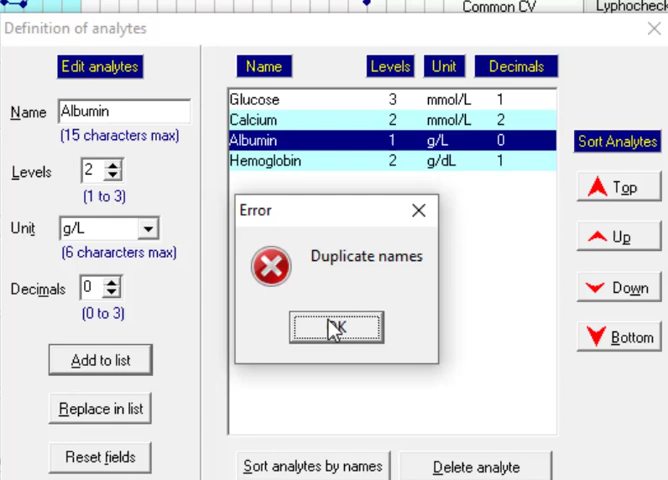 Common CV
Lyphocheck
Definition of analytes
Edit analytes
Name
Albumin
(15 characters max)
Levels
2
(1 to 3)
Unit
g/L
(6 chararcters max)
Decimals
0
(0 to 3)
Add to list
Replace in list
Reset fields
Name Levels Unit Decimals
Glucose 3 mmol/L 1
Calcium 2 mmol/L 2
Albumin 1 g/L 0
Hemoglobin 2 g/dL 1
Error
Duplicate names
OK
Sort analytes by names
Delete analyte
Sort Analytes
Top
Up
Down
Bottom